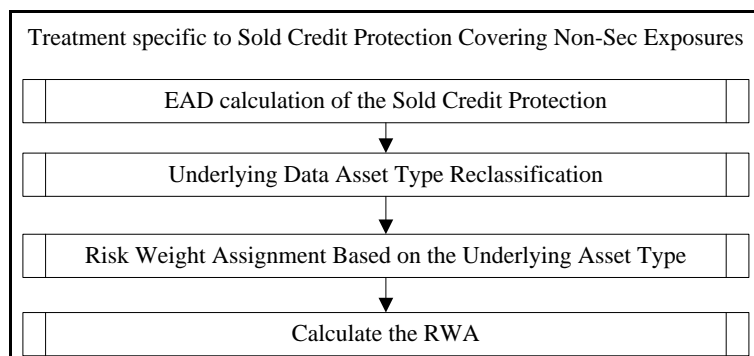 Treatment specific to Sold Credit Protection Covering Non-Sec Exposures
EAD calculation of the Sold Credit Protection
Underlying Data Asset Type Reclassification
Risk Weight Assignment Based on the Underlying Asset Type
Calculate the RWA